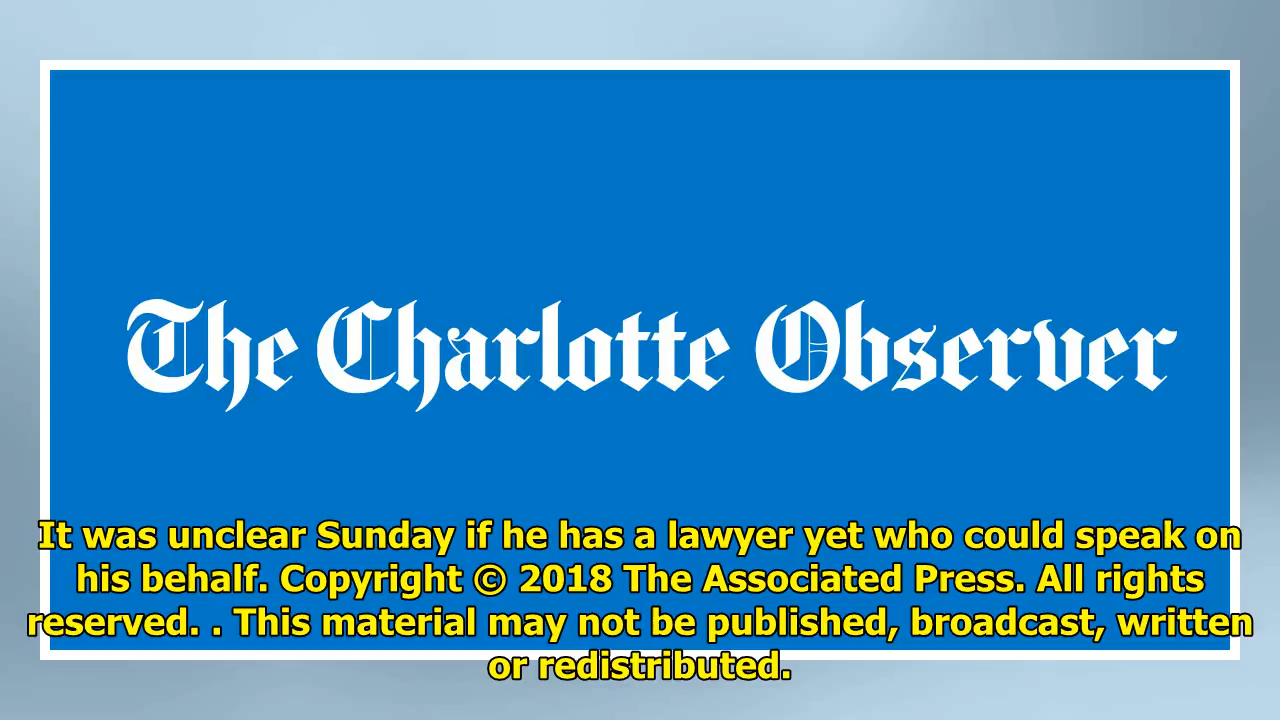 The Charlotte Observer
It was unclear Sunday if he has a lawyer yet who could speak on
his behalf. Copyright © 2018 The Associated Press. All rights
reserved. . This material may not be published, broadcast, written
or redistributed.